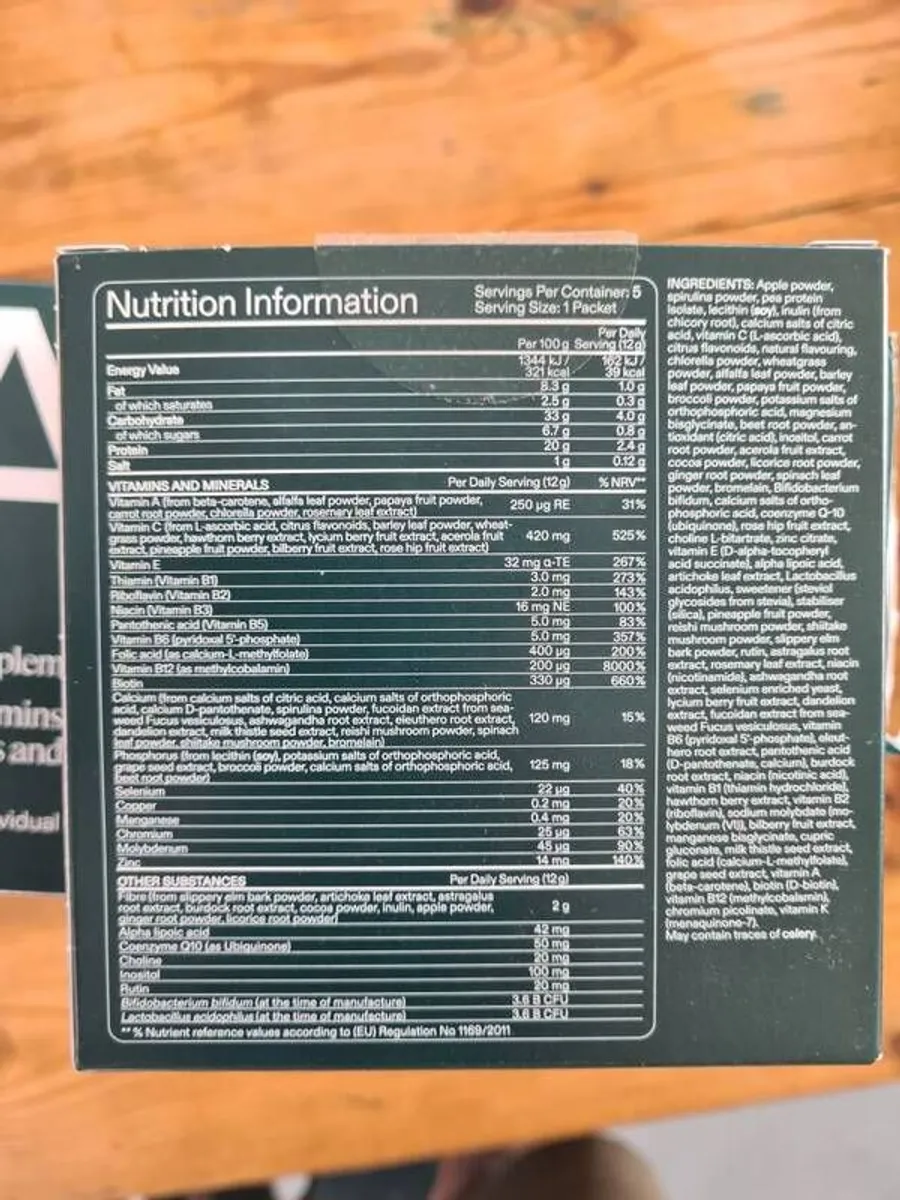 A
plem
mins
s and
vidual
Nutrition Information
Servings Per Container: 5
Serving Size: 1 Packet
Per 100 g
Per Daily
Serving (12g)
Energy Value 1344 kJ / 321 kcal 162 kJ / 39 kcal
Fat 8.3 g 1.0 g
of which saturates 2.5 g 0.3 g
Carbohydrate 33 g 4.0 g
of which sugars 6.7 g 0.8 g
Protein 20 g 2.4 g
Salt 1 g 0.12 g
VITAMINS AND MINERALS Per Daily Serving (12g) % NRV**
Vitamin A (from beta-carotene, alfalfa leaf powder, papaya fruit powder,
carrot root powder, chlorella powder, rosemary leaf extract) 250 µg RE 31%
Vitamin C (from L-ascorbic acid, citrus flavonoids, barley leaf powder, wheat-
grass powder, hawthorn berry extract, lycium berry fruit extract, acerola fruit 420 mg 525%
extract, pineapple fruit powder, bilberry fruit extract, rose hip fruit extract)
Vitamin E 32 mg α-TE 267%
Thiamin (Vitamin B1) 3.0 mg 273%
Riboflavin (Vitamin B2) 2.0 mg 143%
Niacin (Vitamin B3) 16 mg NE 100%
Pantothenic acid (Vitamin B5) 5.0 mg 83%
Vitamin B6 (pyridoxal 5'-phosphate) 5.0 mg 357%
Folic acid (as calcium-L-methylfolate) 400 µg 200%
Vitamin B12 (as methylcobalamin) 200 µg 8000%
Biotin 330 µg 660%
Calcium (from calcium salts of citric acid, calcium salts of orthophosphoric
acid, calcium D-pantothenate, spirulina powder, fucoidan extract from sea-
weed Fucus vesiculosus, ashwagandha root extract, eleuthero root extract, 120 mg 15%
dandelion extract, milk thistle seed extract, reishi mushroom powder, spinach
leaf powder, shiitake mushroom powder, bromelain)
Phosphorus (from lecithin (soy), potassium salts of orthophosphoric acid,
grape seed extract, broccoli powder, calcium salts of orthophosphoric acid, 125 mg 18%
beet root powder)
Selenium 22 µg 40%
Copper 0.2 mg 20%
Manganese 0.4 mg 20%
Chromium 25 µg 63%
Molybdenum 45 µg 90%
Zinc 14 mg 140%
OTHER SUBSTANCES Per Daily Serving (12g)
Fibre (from slippery elm bark powder, artichoke leaf extract, astragalus
root extract, burdock root extract, cocoa powder, inulin, apple powder, 2 g
ginger root powder, licorice root powder)
Alpha lipoic acid 42 mg
Coenzyme Q10 (as Ubiquinone) 50 mg
Choline 20 mg
Inositol 100 mg
Rutin 20 mg
Bifidobacterium bifidum (at the time of manufacture) 3.6 B CFU
Lactobacillus acidophilus (at the time of manufacture) 3.6 B CFU
** % Nutrient reference values according to (EU) Regulation No 1169/2011
INGREDIENTS: Apple powder,
spirulina powder, pea protein
isolate, lecithin (soy), inulin (from
chicory root), calcium salts of citric
acid, vitamin C (L-ascorbic acid),
citrus flavonoids, natural flavouring,
chlorella powder, wheatgrass
powder, alfalfa leaf powder, barley
leaf powder, papaya fruit powder,
broccoli powder, potassium salts of
orthophosphoric acid, magnesium
bisglycinate, beet root powder, an-
tioxidant (citric acid), inositol, carrot
root powder, acerola fruit extract,
cocoa powder, licorice root powder,
ginger root powder, spinach leaf
powder, bromelain, Bifidobacterium
bifidum, calcium salts of ortho-
phosphoric acid, coenzyme Q-10
(ubiquinone), rose hip fruit extract,
choline L-bitartrate, zinc citrate,
vitamin E (D-alpha-tocopheryl
acid succinate), alpha lipoic acid,
artichoke leaf extract, Lactobacillus
acidophilus, sweetener (steviol
glycosides from stevia), stabiliser
(silica), pineapple fruit powder,
reishi mushroom powder, shiitake
mushroom powder, slippery elm
bark powder, rutin, astragalus root
extract, rosemary leaf extract, niacin
(nicotinamide), ashwagandha root
extract, selenium enriched yeast,
lycium berry fruit extract, dandelion
extract, fucoidan extract from sea-
weed Fucus vesiculosus, vitamin
B6 (pyridoxal 5'-phosphate), eleut-
hero root extract, pantothenic acid
(D-pantothenate, calcium), burdock
root extract, niacin (nicotinic acid),
vitamin B1 (thiamin hydrochloride),
hawthorn berry extract, vitamin B2
(riboflavin), sodium molybdate (mo-
lybdenum (VI)), bilberry fruit extract,
manganese bisglycinate, cupric
gluconate, milk thistle seed extract,
folic acid (calcium-L-methylfolate),
grape seed extract, vitamin A
(beta-carotene), biotin (D-biotin),
vitamin B12 (methylcobalamin),
chromium picolinate, vitamin K
(menaquinone-7).
May contain traces of celery.